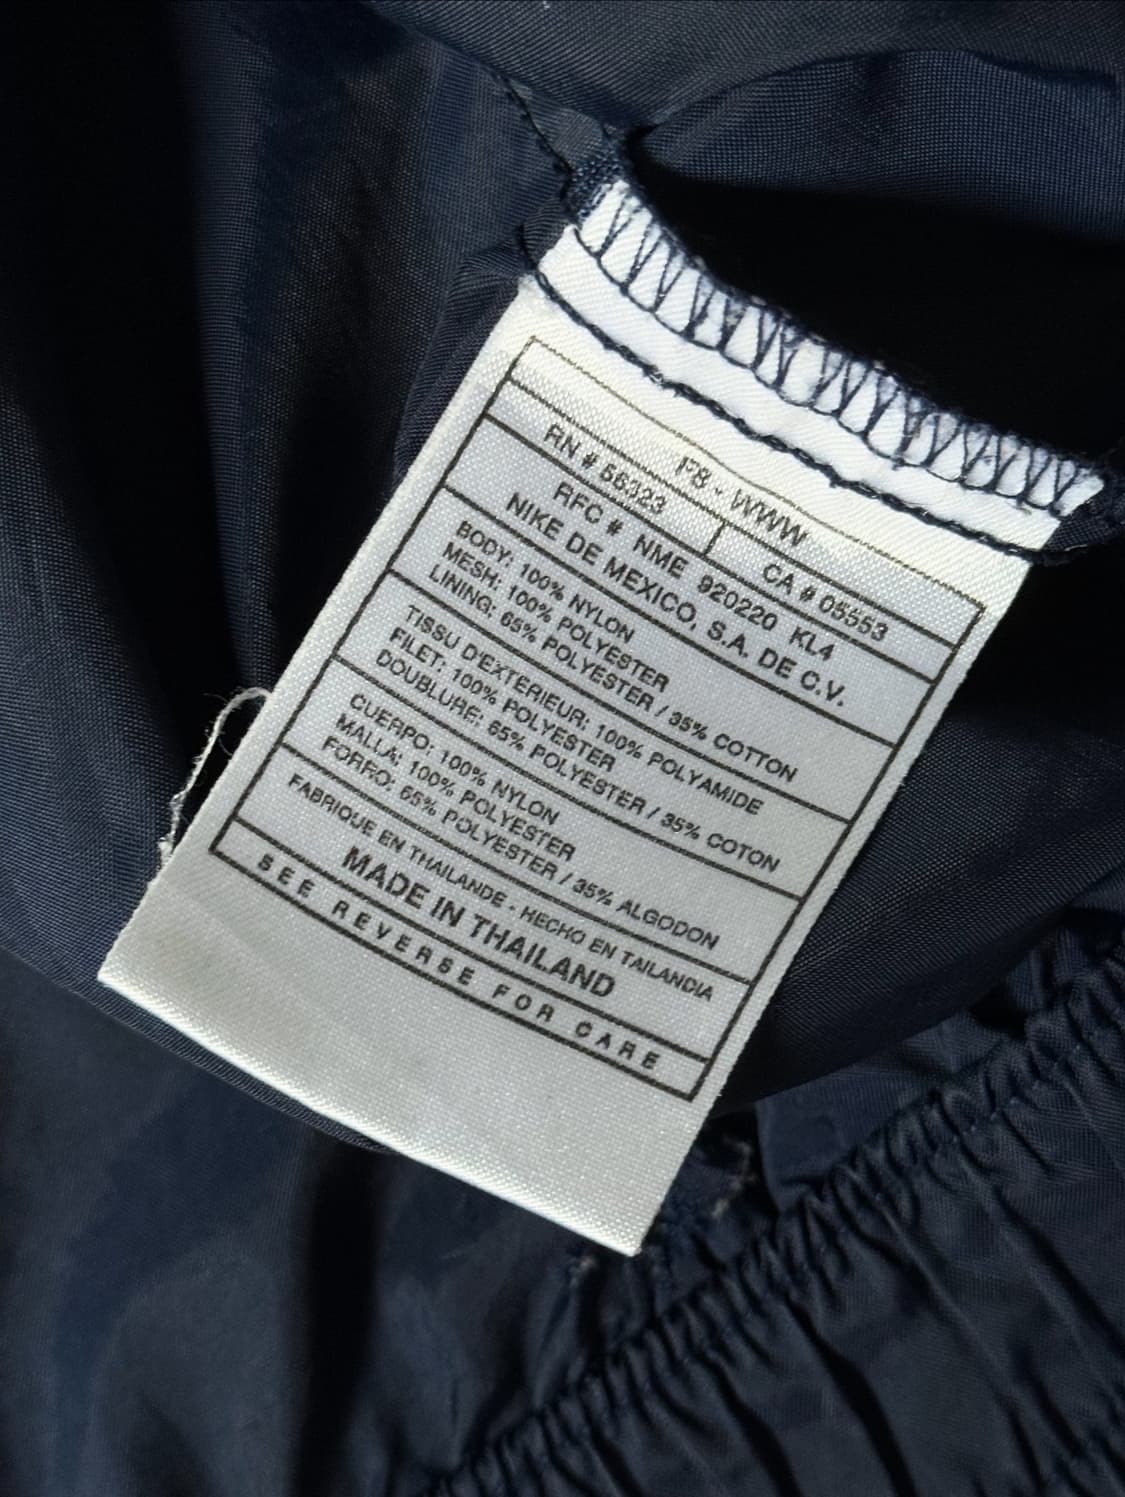 F8 - WWW
RN # 56323
CA # 05553
RFC # NME 920220 KL4
NIKE DE MEXICO, S.A. DE C.V.
BODY: 100% NYLON
MESH: 100% POLYESTER
LINING: 65% POLYESTER / 35% COTTON
TISSU D'EXTERIEUR: 100% POLYAMIDE
FILET: 100% POLYESTER
DOUBLURE: 65% POLYESTER / 35% COTON
CUERPO: 100% NYLON
MALLA: 100% POLYESTER
FORRO: 65% POLYESTER / 35% ALGODON
FABRIQUE EN THAILANDE - HECHO EN TAILANDIA
MADE IN THAILAND
SEE REVERSE FOR CARE